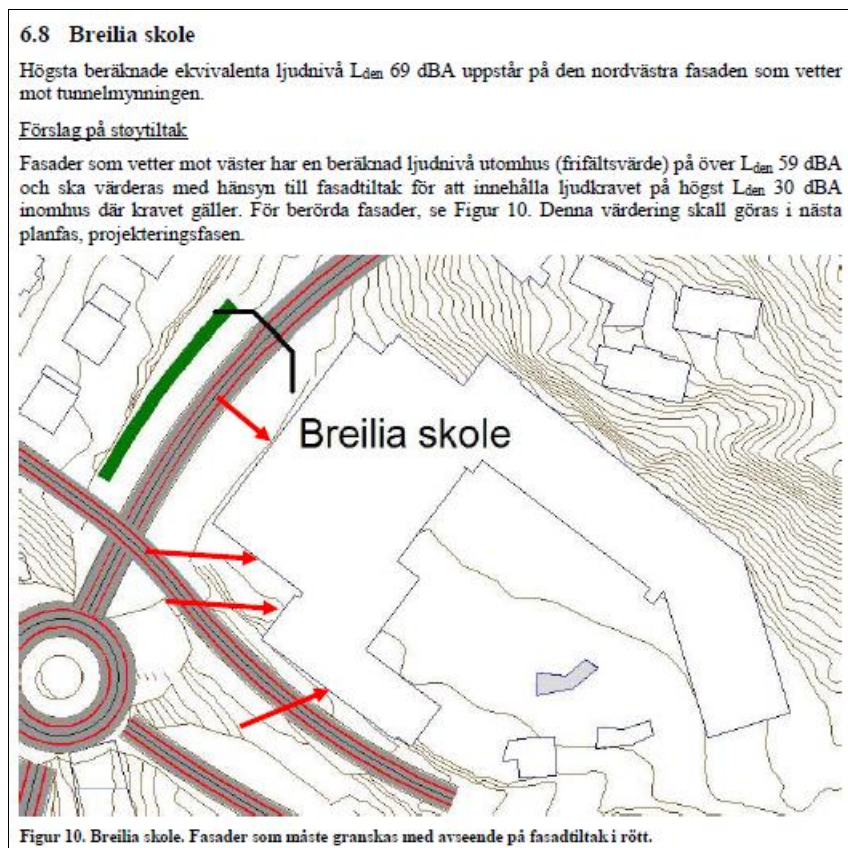 6.8 Breilia skole
Högsta beräknade ekvivalenta ljudnivå Lden 69 dBA uppstår på den nordvästra fasaden som vetter
mot tunnelmynningen.
Förslag på støytiltak
Fasader som vetter mot väster har en beräknad ljudnivå utomhus (frifältsvärde) på över Lden 59 dBA
och ska värderas med hänsyn till fasadtiltak för att innehålla ljudkravet på högst Lden 30 dBA
inomhus där kravet gäller. För berörda fasader, se Figur 10. Denna värdering skall göras i nästa
planfas, projekteringsfasen.
Breilia skole
Figur 10. Breilia skole. Fasader som måste granskas med avseende på fasadtiltak i rött.